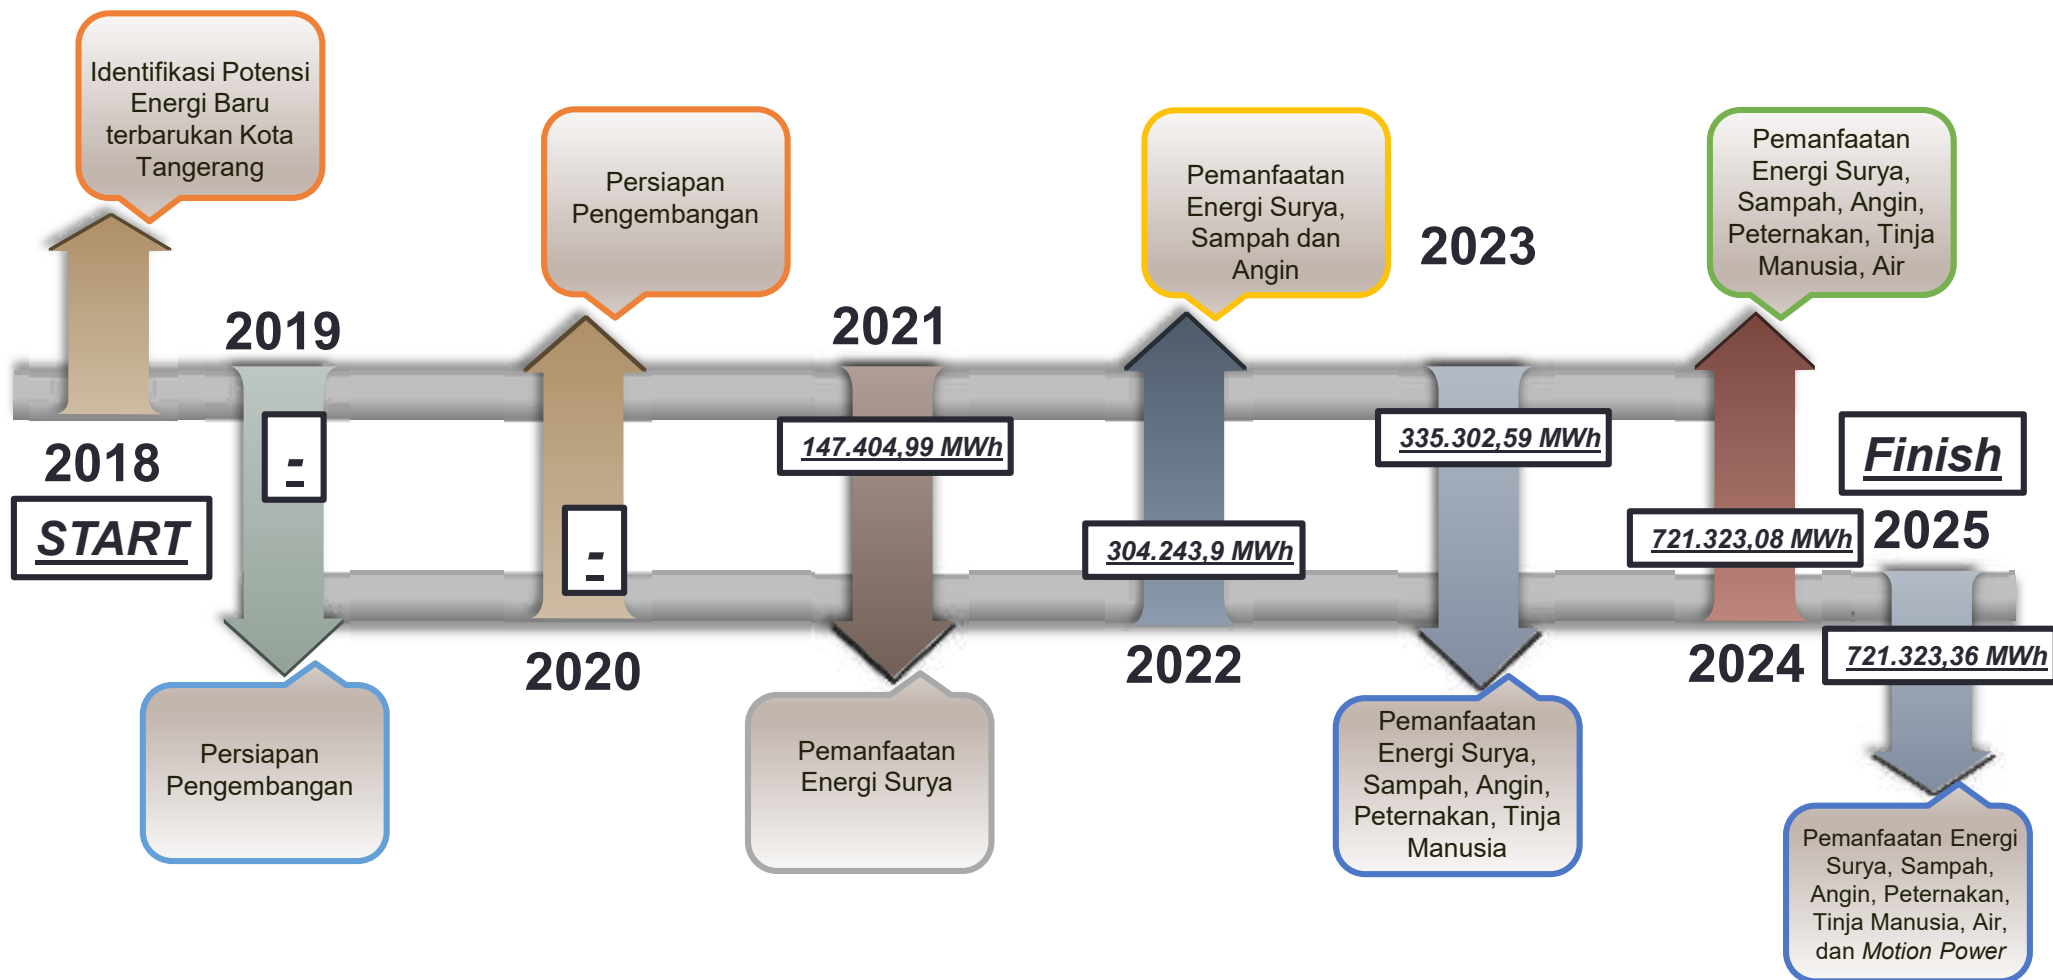 Identifikasi Potensi
Energi Baru
terbarukan Kota
Tangerang
2018
START
2019
-
Persiapan
Pengembangan
Persiapan
Pengembangan
-
2020
2021
147.404,99 MWh
Pemanfaatan
Energi Surya
Pemanfaatan
Energi Surya,
Sampah dan
Angin
304.243,9 MWh
2022
2023
335.302,59 MWh
Pemanfaatan
Energi Surya,
Sampah, Angin,
Peternakan, Tinja
Manusia
Pemanfaatan
Energi Surya,
Sampah, Angin,
Peternakan, Tinja
Manusia, Air
721.323,08 MWh
2024
Finish
2025
721.323,36 MWh
Pemanfaatan Energi
Surya, Sampah,
Angin, Peternakan,
Tinja Manusia, Air,
dan Motion Power